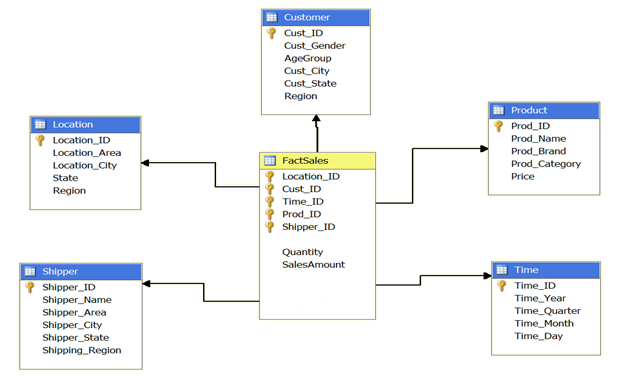 Customer
Cust_ID
Cust_Gender
AgeGroup
Cust_City
Cust_State
Region
Location
Location_ID
Location_Area
Location_City
State
Region
Product
Prod_ID
Prod_Name
Prod_Brand
Prod_Category
Price
FactSales
Location_ID
Cust_ID
Time_ID
Prod_ID
Shipper_ID
Quantity
SalesAmount
Shipper
Shipper_ID
Shipper_Name
Shipper_Area
Shipper_City
Shipper_State
Shipping_Region
Time
Time_ID
Time_Year
Time_Quarter
Time_Month
Time_Day